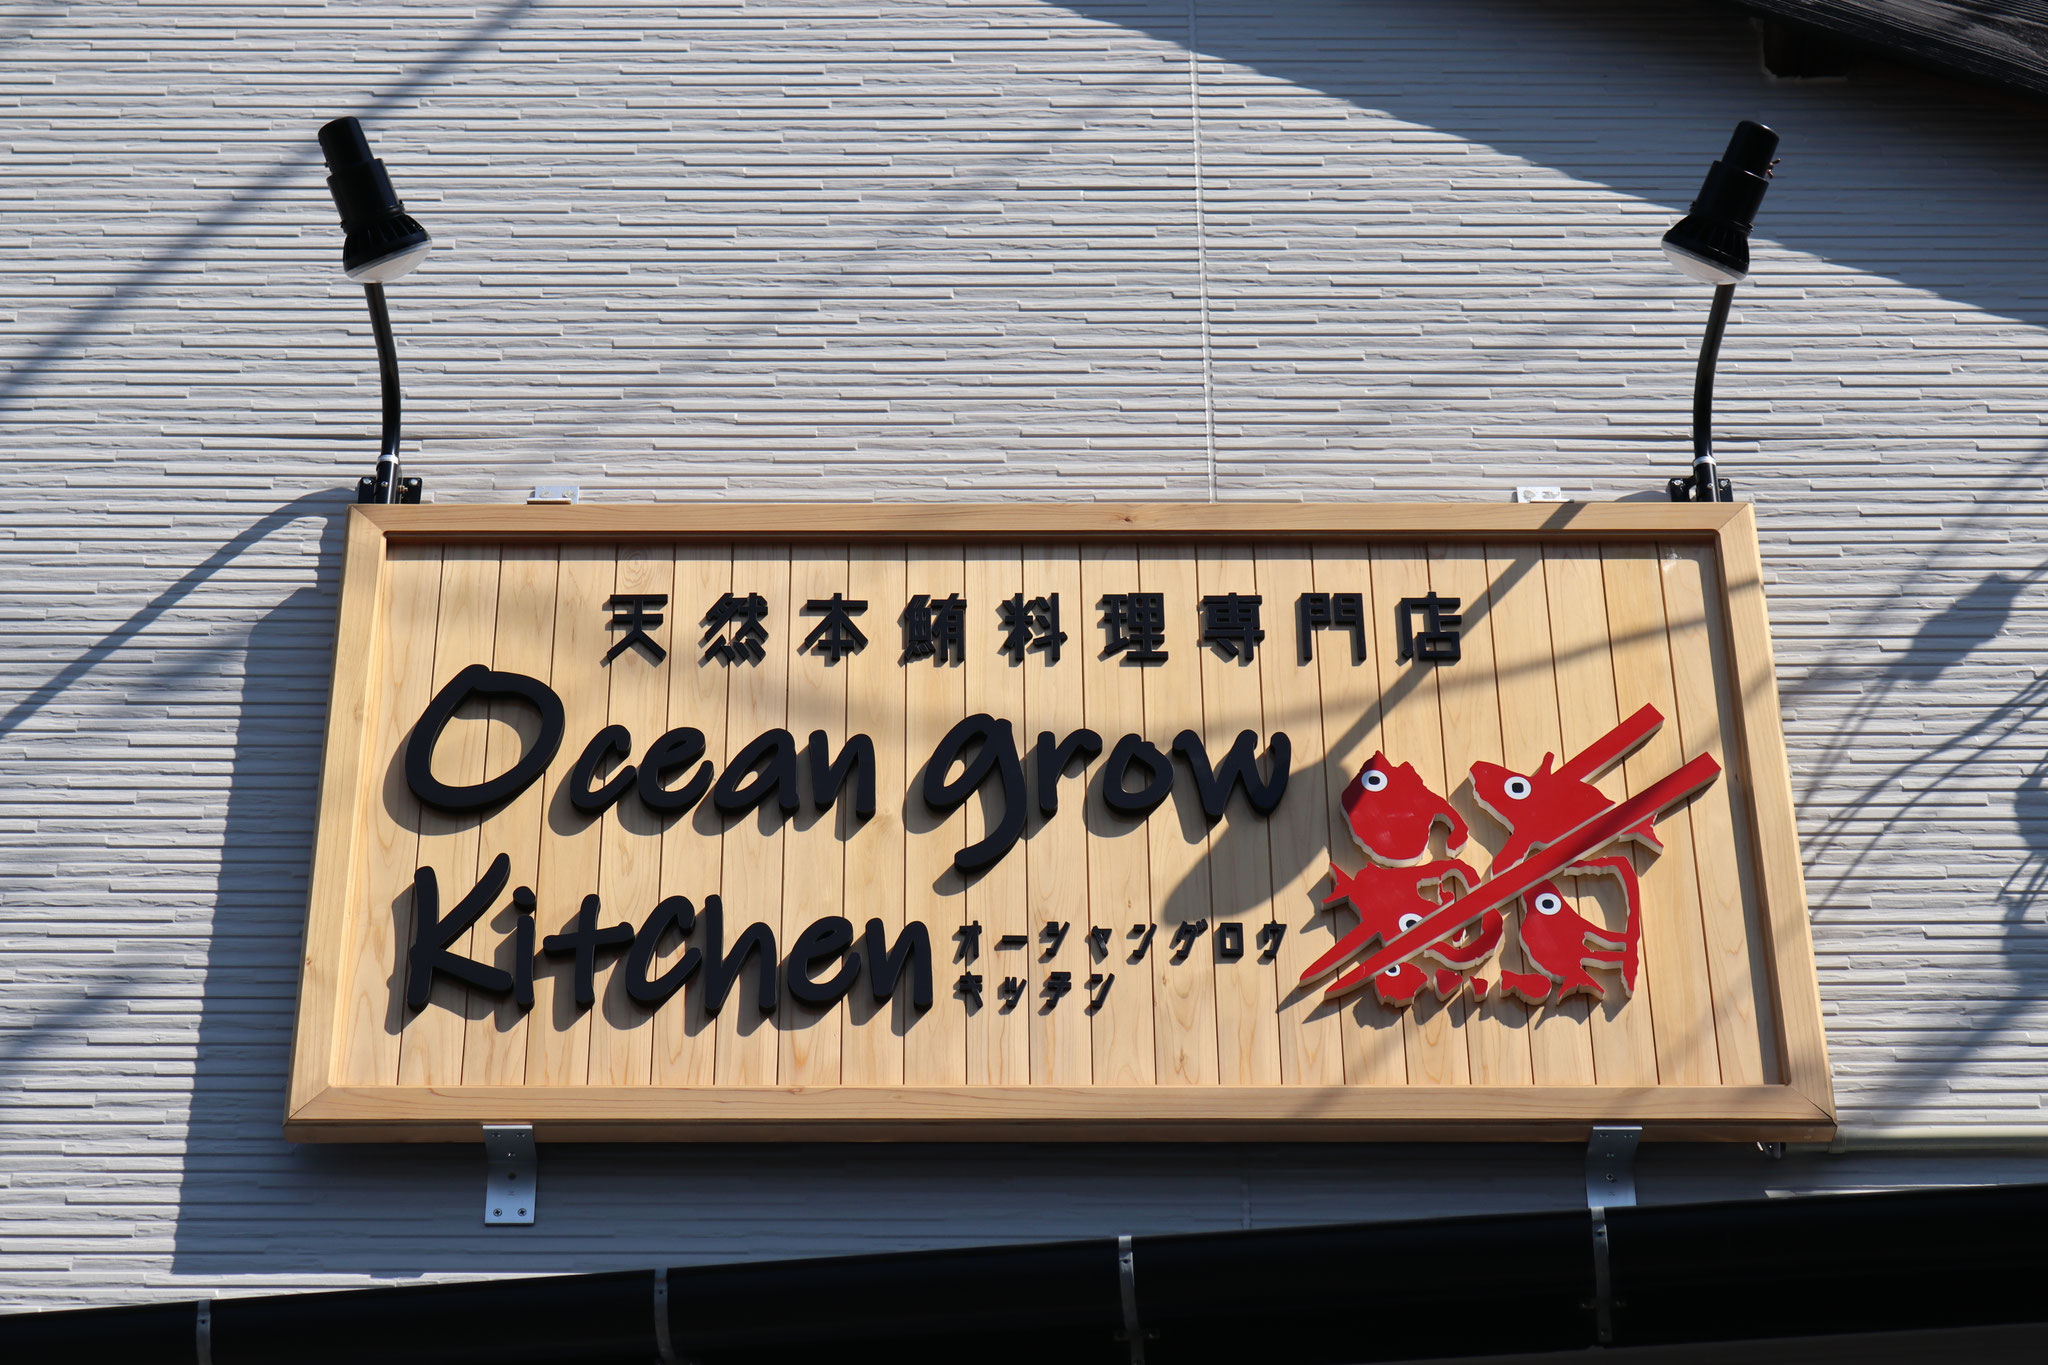 天然本鮪料理専門店
Ocean grow
Kitchen
オーシャングロウ
キッチン